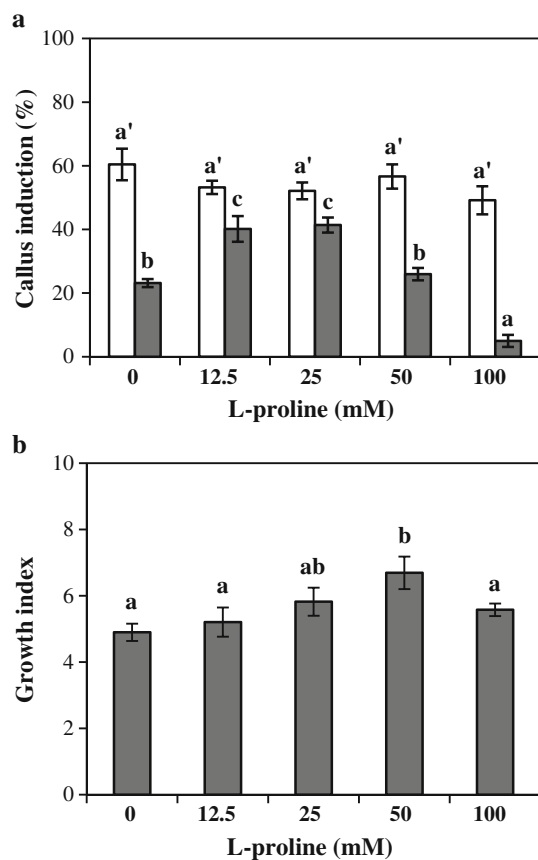 a
100
80
60
40
20
0
Callus induction (%)
a'
b
a'
c
a'
c
a'
b
a'
a
0 12.5 25 50 100
L-proline (mM)
b
10
8
6
4
2
0
Growth index
a
a
ab
b
a
0 12.5 25 50 100
L-proline (mM)